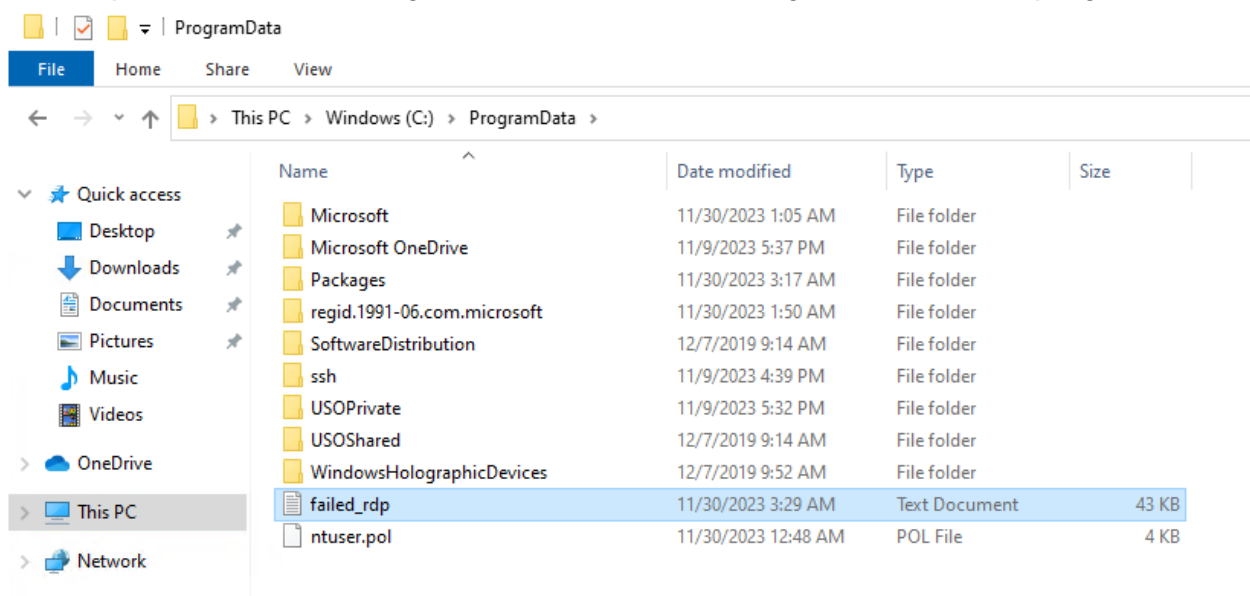 ProgramData
File Home Share View
This PC > Windows (C:) > ProgramData >
Name Date modified Type Size
Quick access
Desktop
Downloads
Documents
Pictures
Music
Videos
OneDrive
This PC
Network
Microsoft 11/30/2023 1:05 AM File folder
Microsoft OneDrive 11/9/2023 5:37 PM File folder
Packages 11/30/2023 3:17 AM File folder
regid.1991-06.com.microsoft 11/30/2023 1:50 AM File folder
SoftwareDistribution 12/7/2019 9:14 AM File folder
ssh 11/9/2023 4:39 PM File folder
USOPrivate 11/9/2023 5:32 PM File folder
USOShared 12/7/2019 9:14 AM File folder
WindowsHolographicDevices 12/7/2019 9:52 AM File folder
failed_rdp 11/30/2023 3:29 AM Text Document 43 KB
ntuser.pol 11/30/2023 12:48 AM POL File 4 KB